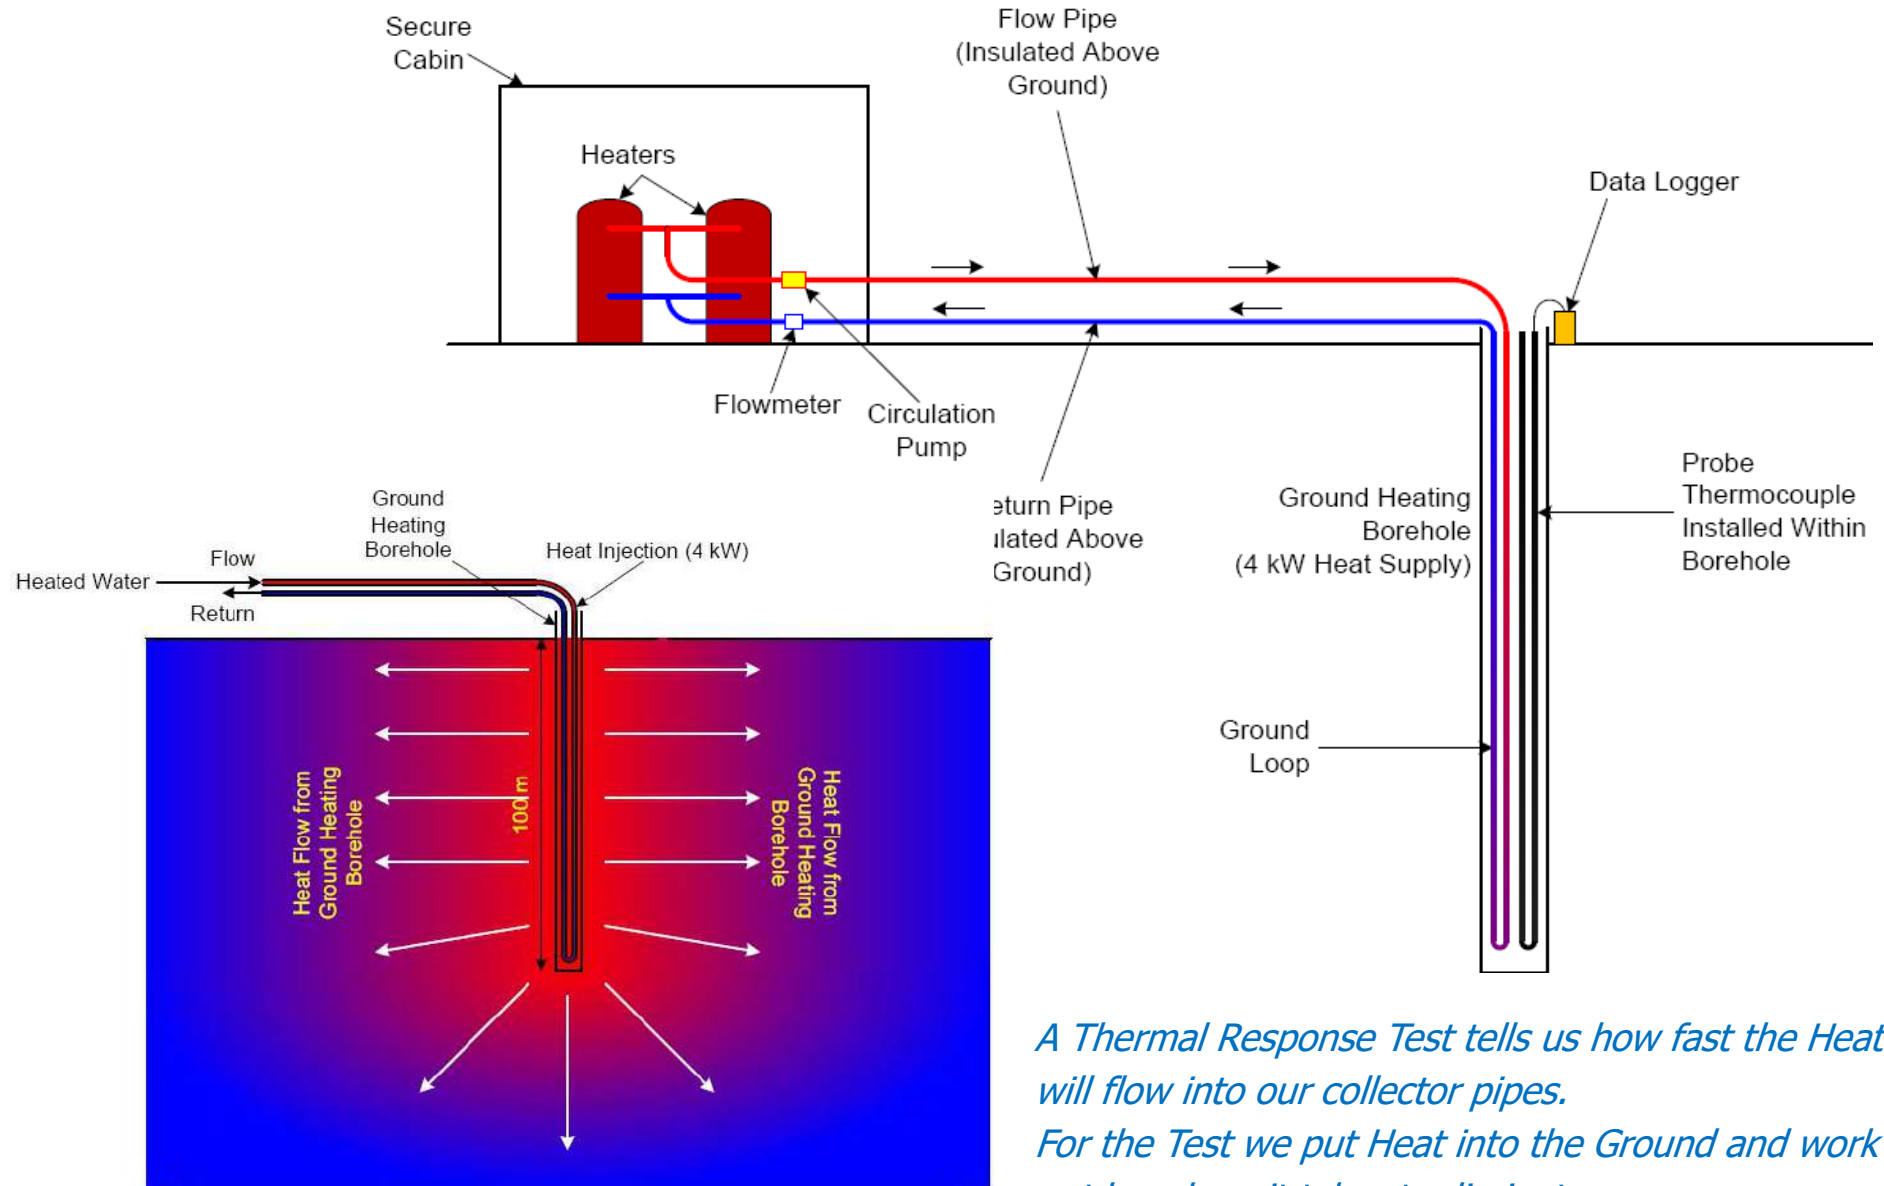 Secure
Cabin
Flow Pipe
(Insulated Above
Ground)
Heaters
Data Logger
Flowmeter
Circulation
Pump
eturn Pipe
ulated Above
Ground)
Ground Heating
Borehole
(4 kW Heat Supply)
Probe
Thermocouple
Installed Within
Borehole
Ground
Loop
Ground
Heating
Borehole
Heat Injection (4 kW)
Flow
Heated Water
Return
100 m
Heat Flow from
Ground Heating
Borehole
Heat Flow from
Ground Heating
Borehole
A Thermal Response Test tells us how fast the Heat
will flow into our collector pipes.
For the Test we put Heat into the Ground and work